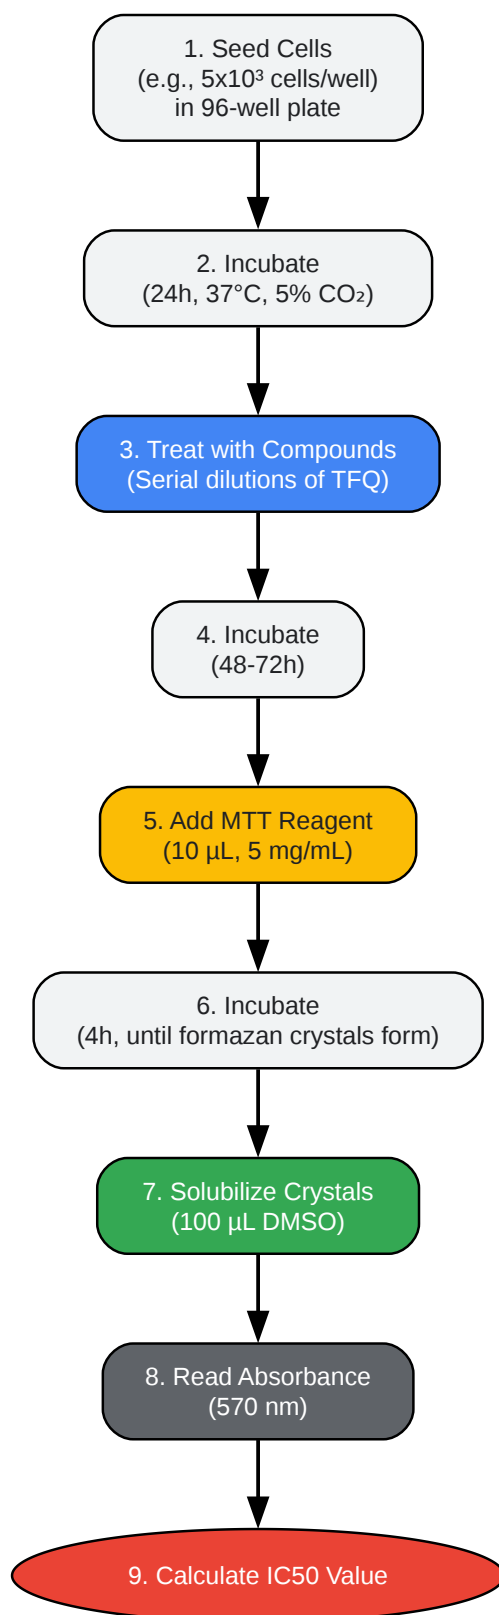 1. Seed Cells
(e.g., 5x10³ cells/well)
in 96-well plate
2. Incubate
(24h, 37°C, 5% CO₂)
3. Treat with Compounds
(Serial dilutions of TFQ)
4. Incubate
(48-72h)
5. Add MTT Reagent
(10 µL, 5 mg/mL)
6. Incubate
(4h, until formazan crystals form)
7. Solubilize Crystals
(100 µL DMSO)
8. Read Absorbance
(570 nm)
9. Calculate IC50 Value